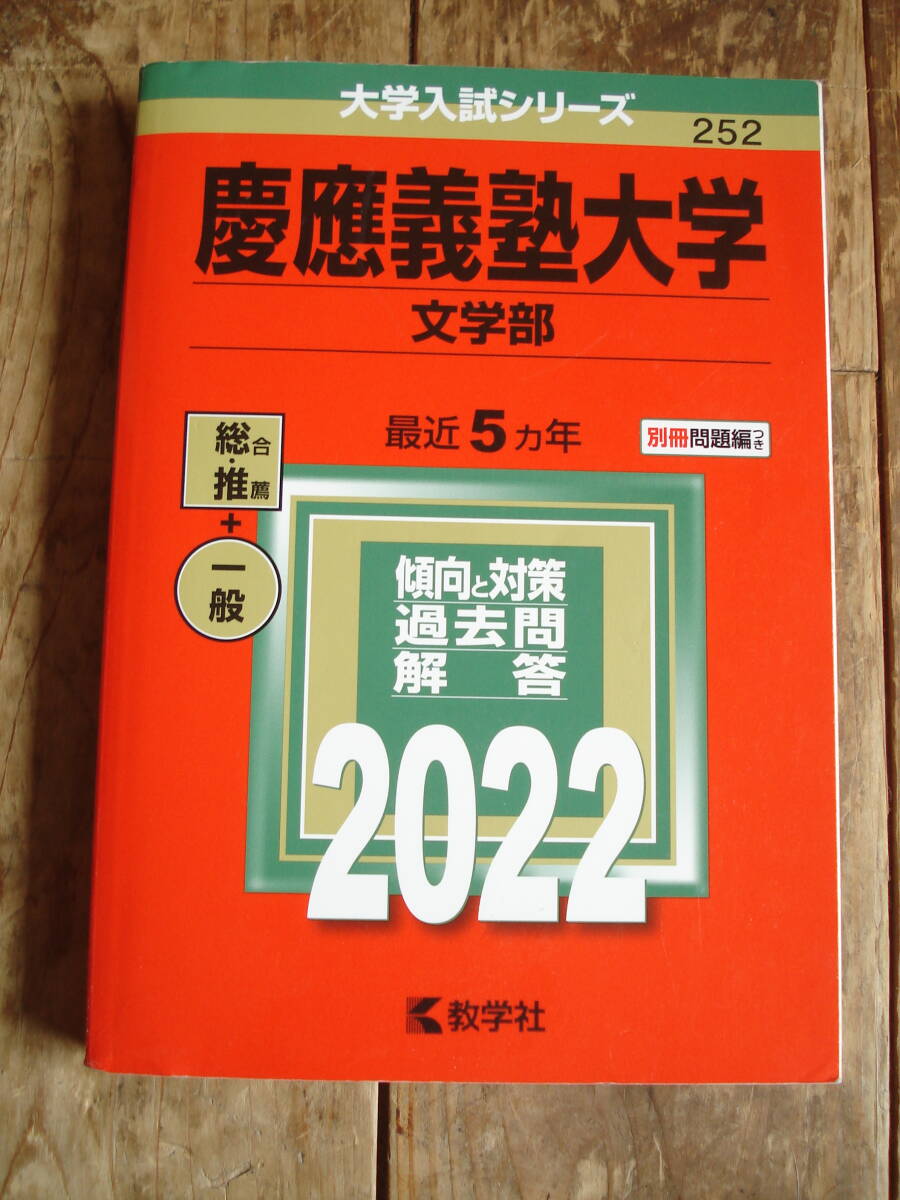 大学入試シリーズ
252
慶應義塾大学
文学部
最近5ヵ年
別冊問題編つき
総合・推薦
+
一般
傾向と対策
過去問
解答
2022
教学社